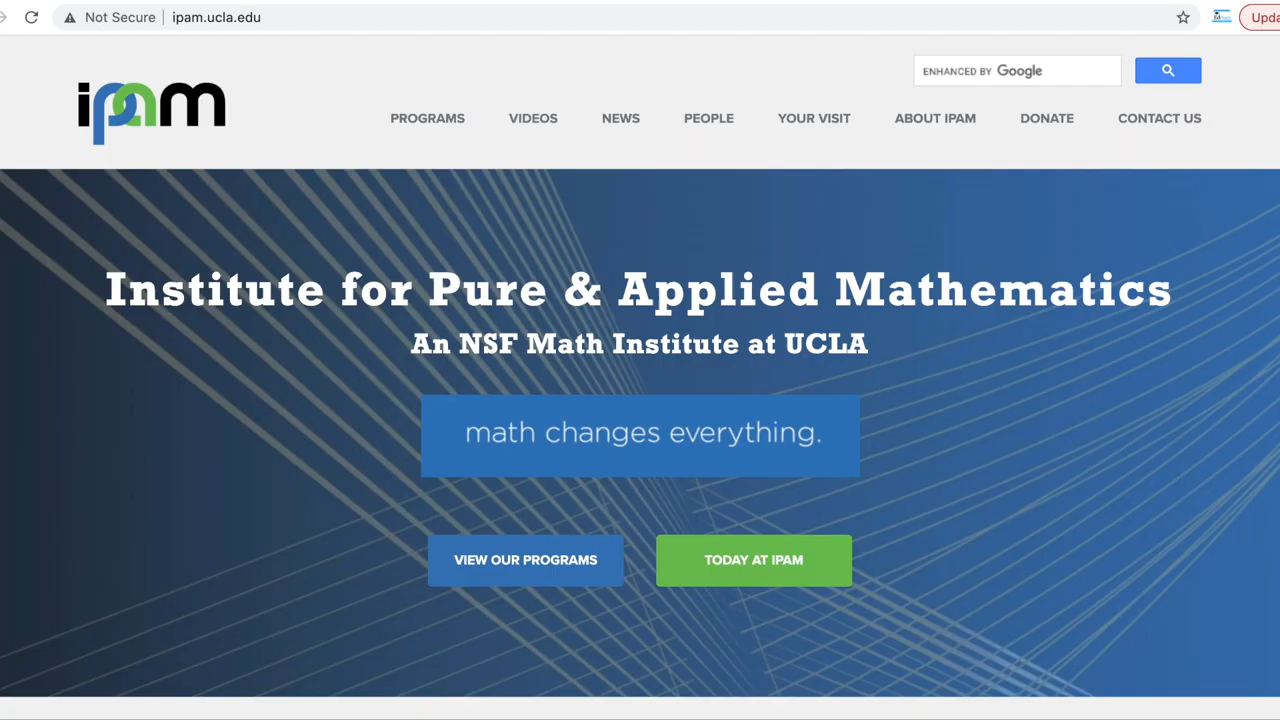 Not Secure ipam.ucla.edu Upda
ENHANCED BY Google
ipam
PROGRAMS VIDEOS NEWS PEOPLE YOUR VISIT ABOUT IPAM DONATE CONTACT US
Institute for Pure & Applied Mathematics
An NSF Math Institute at UCLA
math changes everything.
VIEW OUR PROGRAMS TODAY AT IPAM